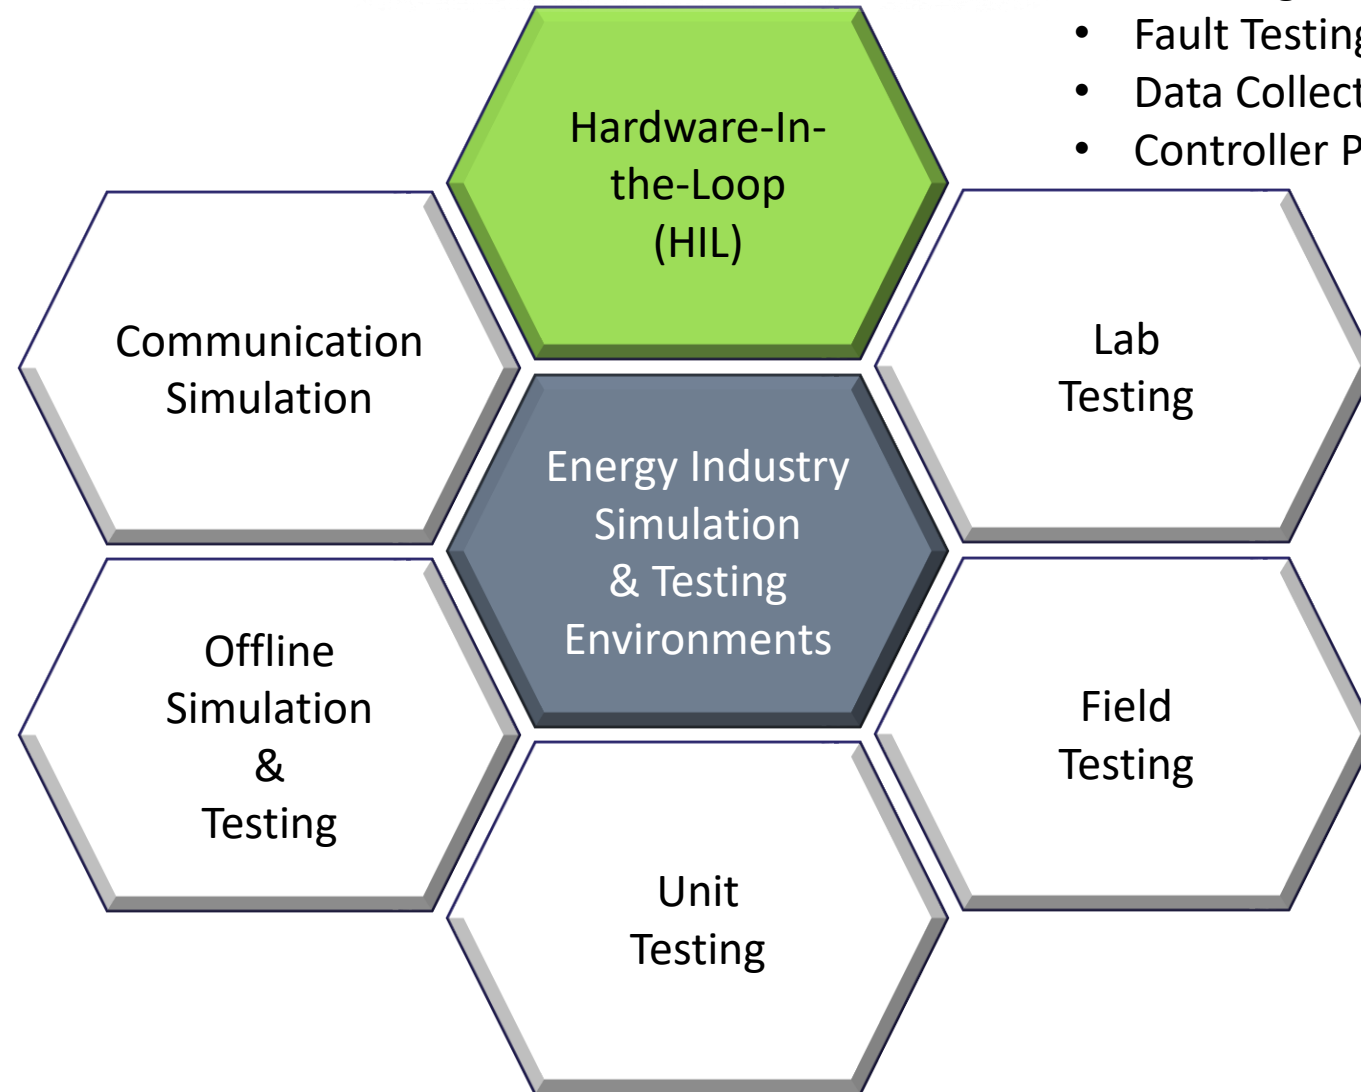 • Fault Testing
• Data Collect
• Controller P
Hardware-In-
the-Loop
(HIL)
Communication
Simulation
Lab
Testing
Energy Industry
Simulation
& Testing
Environments
Offline
Simulation
&
Testing
Field
Testing
Unit
Testing